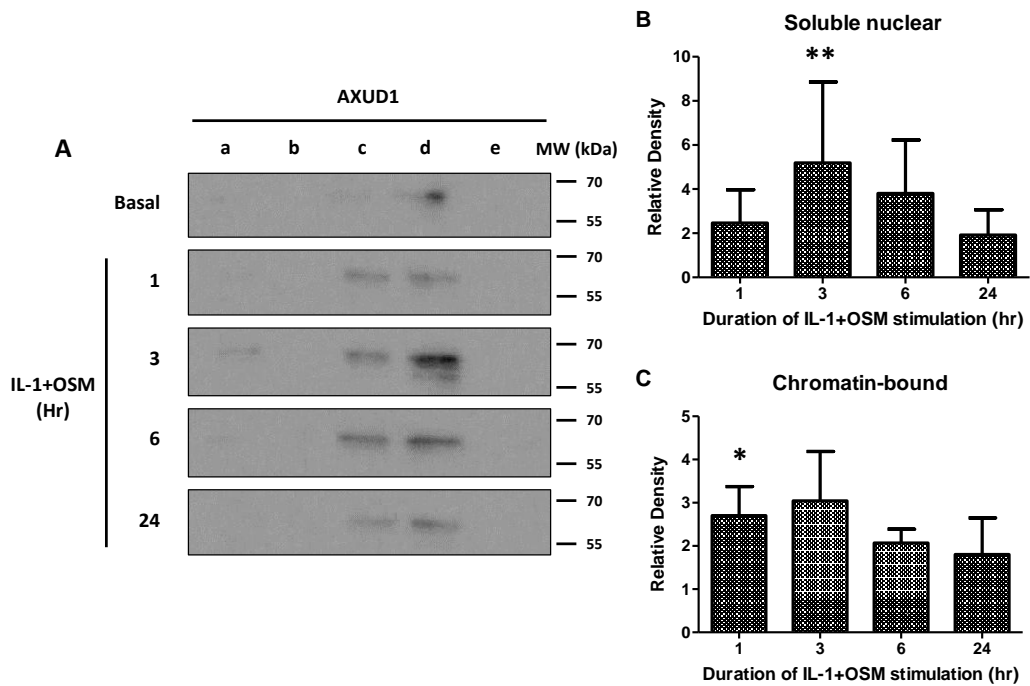 A
AXUD1
a b c d e MW (kDa)
Basal
70
55
1
70
55
IL-1+OSM
(Hr)
3
70
55
6
70
55
24
70
55
B
Soluble nuclear
Relative Density
10
8
6
4
2
0
**
1 3 6 24
Duration of IL-1+OSM stimulation (hr)
C
Chromatin-bound
Relative Density
5
4
3
2
1
0
*
1 3 6 24
Duration of IL-1+OSM stimulation (hr)